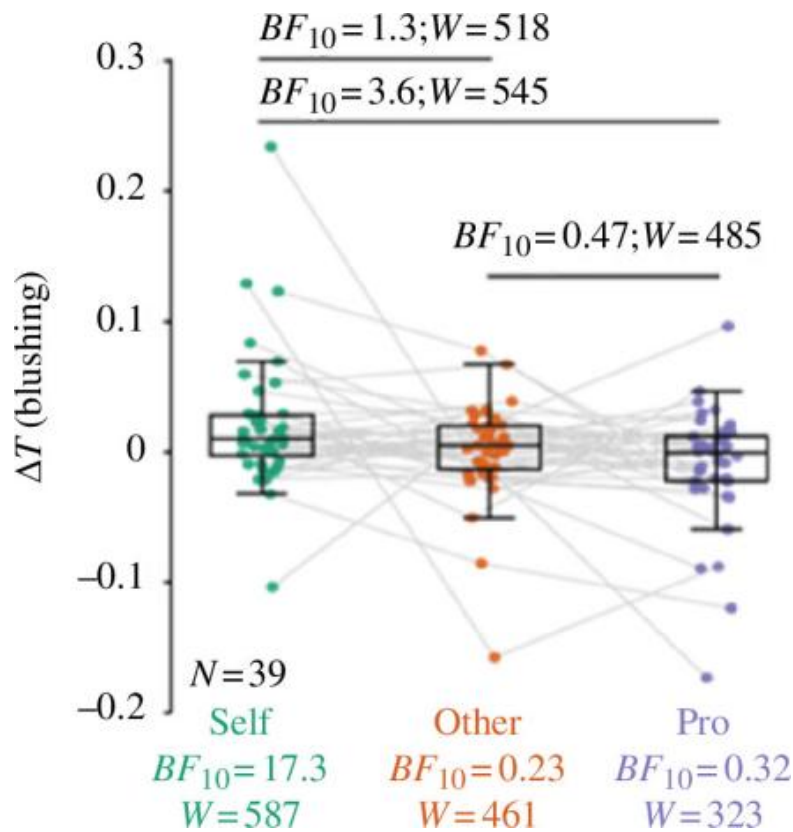 BF10=1.3;W=518
0.3
BF10=3.6;W=545
0.2
BF10=0.47;W=485
0.1
ΔT (blushing)
0
–0.1
N=39
–0.2
Self Other Pro
BF10=17.3 BF10=0.23 BF10=0.32
W=587 W=461 W=323